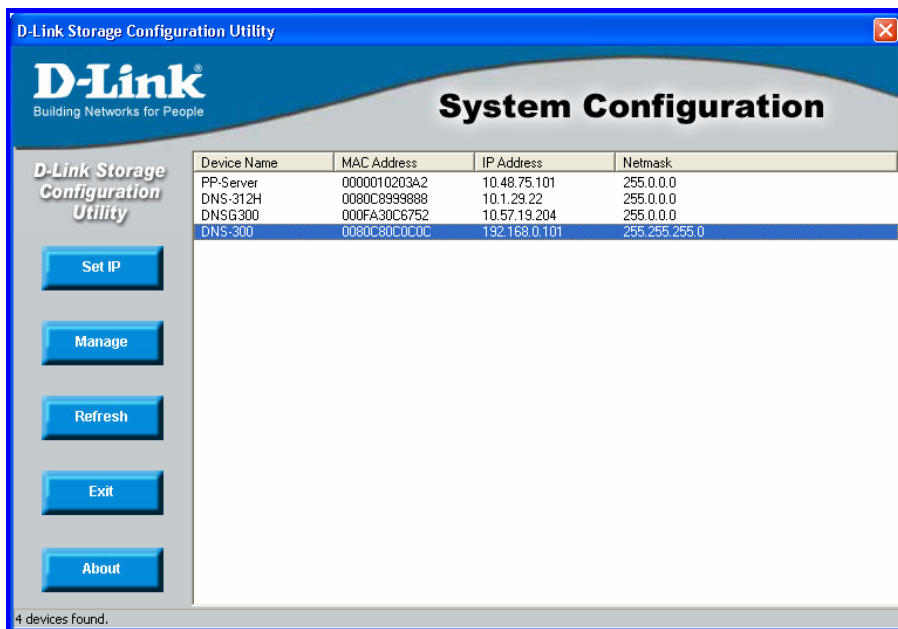 D-Link Storage Configuration Utility
D-Link®
Building Networks for People
System Configuration
D-Link Storage
Configuration
Utility
Device Name MAC Address IP Address Netmask
PP-Server 0000010203A2 10.48.75.101 255.0.0.0
DNS-312H 0080C8999888 10.1.29.22 255.0.0.0
DNSG300 000FA30C6752 10.57.19.204 255.0.0.0
DNS-300 0080C80C0C0C 192.168.0.101 255.255.255.0
Set IP
Manage
Refresh
Exit
About
4 devices found.